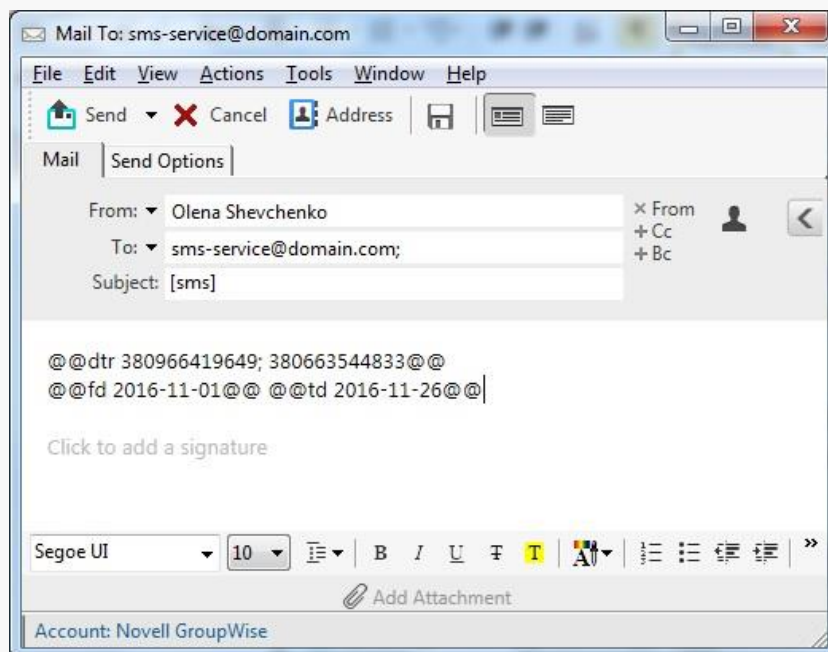 Mail To: sms-service@domain.com
File Edit View Actions Tools Window Help
Send Cancel Address
Mail Send Options
From: Olena Shevchenko
× From
To: sms-service@domain.com;
+ Cc
+ Bc
Subject: [sms]
@@dtr 380966419649; 380663544833@@
@@fd 2016-11-01@@ @@td 2016-11-26@@
Click to add a signature
Segoe UI 10 B I U T T A »
Add Attachment
Account: Novell GroupWise